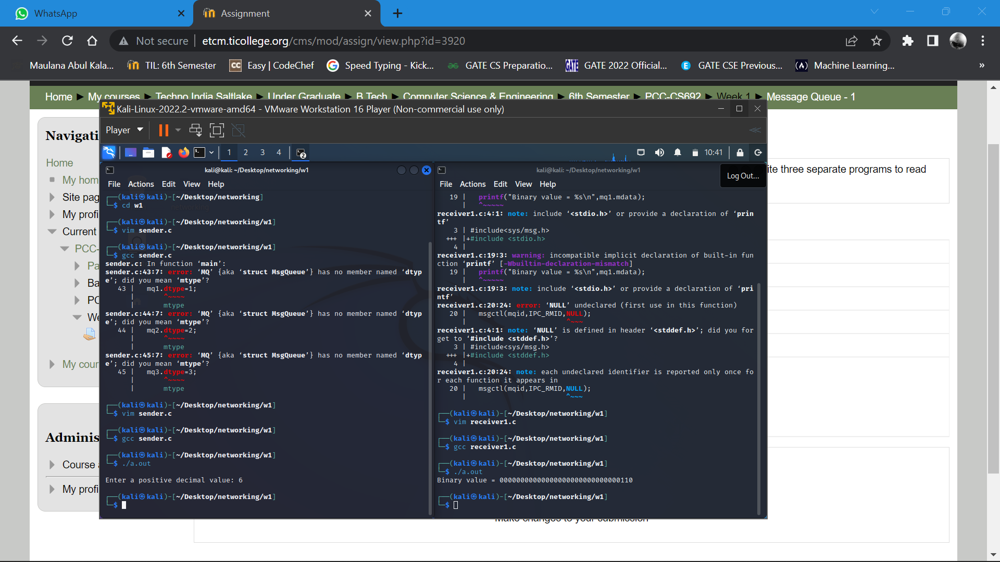 WhatsApp
Assignment
Not secure
etcm.ticollege.org/cms/mod/assign/view.php?id=3920
Maulana Abul Kala...
TIL: 6th Semester
CC
Easy | CodeChef
Speed Typing - Kick...
GATE CS Preparatio...
GATE
GATE 2022 Official...
E
GATE CSE Previous...
Machine Learning...
»
Home ► My courses ► Techno India Saltlake ► Under Graduate ► B.Tech ► Computer Science & Engineering ► 6th Semester ► PCC-CS692 ► Week 1 ► Message Queue - 1
Kali-Linux-2022.2-vmware-amd64 - VMware Workstation 16 Player (Non-commercial use only)
Player
1
2
3
4
2
10:41
Log Out...
Navigati
Home
My hom
Site pag
My profi
Current
PCC-
Pa
Ba
PC
We
My cour
Adminis
Course
My profi
kali@kali: ~/Desktop/networking/w1
File Actions Edit View Help
┌──(kali㉿kali)-[~/Desktop/networking]
└─$ cd w1
┌──(kali㉿kali)-[~/Desktop/networking/w1]
└─$ vim sender.c
┌──(kali㉿kali)-[~/Desktop/networking/w1]
└─$ gcc sender.c
sender.c: In function ‘main’:
sender.c:43:7: error: ‘MQ’ {aka ‘struct MsgQueue’} has no member named ‘dtyp
e’; did you mean ‘mtype’?
43 | mq1.dtype=1;
| ^~~~~
| mtype
sender.c:44:7: error: ‘MQ’ {aka ‘struct MsgQueue’} has no member named ‘dtyp
e’; did you mean ‘mtype’?
44 | mq2.dtype=2;
| ^~~~~
| mtype
sender.c:45:7: error: ‘MQ’ {aka ‘struct MsgQueue’} has no member named ‘dtyp
e’; did you mean ‘mtype’?
45 | mq3.dtype=3;
| ^~~~~
| mtype
┌──(kali㉿kali)-[~/Desktop/networking/w1]
└─$ vim sender.c
┌──(kali㉿kali)-[~/Desktop/networking/w1]
└─$ gcc sender.c
┌──(kali㉿kali)-[~/Desktop/networking/w1]
└─$ ./a.out
Enter a positive decimal value: 6
┌──(kali㉿kali)-[~/Desktop/networking/w1]
└─$
kali@kali: ~/Desktop/networking/w1
File Actions Edit View Help
19 | printf("Binary value = %s\n",mq1.mdata);
| ^~~~~~
receiver1.c:4:1: note: include ‘<stdio.h>’ or provide a declaration of ‘prin
tf’
3 | #include<sys/msg.h>
+++ |+#include <stdio.h>
4 |
receiver1.c:19:3: warning: incompatible implicit declaration of built-in fun
ction ‘printf’ [-Wbuiltin-declaration-mismatch]
19 | printf("Binary value = %s\n",mq1.mdata);
| ^~~~~~
receiver1.c:19:3: note: include ‘<stdio.h>’ or provide a declaration of ‘pri
ntf’
receiver1.c:20:24: error: ‘NULL’ undeclared (first use in this function)
20 | msgctl(mqid,IPC_RMID,NULL);
| ^~~~
receiver1.c:4:1: note: ‘NULL’ is defined in header ‘<stddef.h>’; did you for
get to ‘#include <stddef.h>’?
3 | #include<sys/msg.h>
+++ |+#include <stddef.h>
4 |
receiver1.c:20:24: note: each undeclared identifier is reported only once fo
r each function it appears in
20 | msgctl(mqid,IPC_RMID,NULL);
| ^~~~
┌──(kali㉿kali)-[~/Desktop/networking/w1]
└─$ vim receiver1.c
┌──(kali㉿kali)-[~/Desktop/networking/w1]
└─$ gcc receiver1.c
┌──(kali㉿kali)-[~/Desktop/networking/w1]
└─$ ./a.out
Binary value = 00000000000000000000000000000110
┌──(kali㉿kali)-[~/Desktop/networking/w1]
└─$
ite three separate programs to read
Make changes to your submission